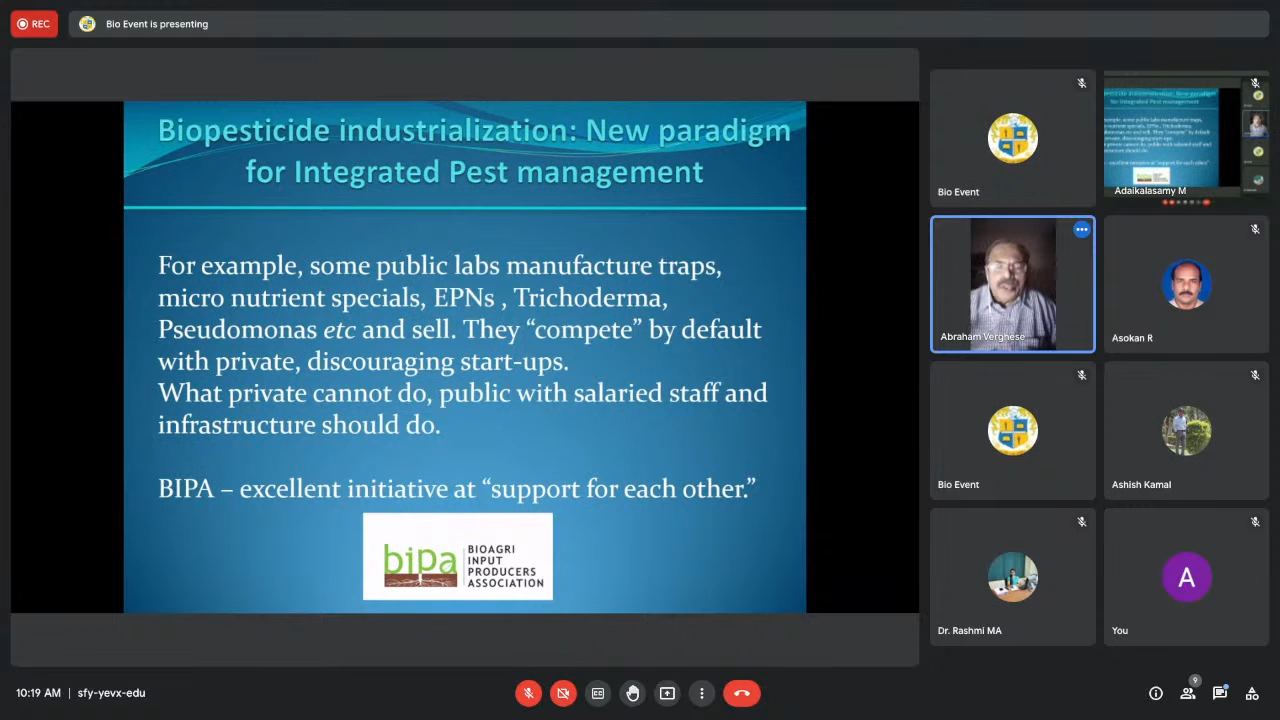 REC
Bio Event is presenting
Biopesticide industrialization: New paradigm
for Integrated Pest management
For example, some public labs manufacture traps,
micro nutrient specials, EPNs , Trichoderma,
Pseudomonas etc and sell. They “compete” by default
with private, discouraging start-ups.
What private cannot do, public with salaried staff and
infrastructure should do.
BIPA – excellent initiative at “support for each other.”
bipa
BIOAGRI
INPUT
PRODUCERS
ASSOCIATION
Bio Event
Adaikalasamy M
Abraham Verghese
Asokan R
Bio Event
Ashish Kamal
Dr. Rashmi MA
A
You
10:19 AM | sfy-yevx-edu
CC
9